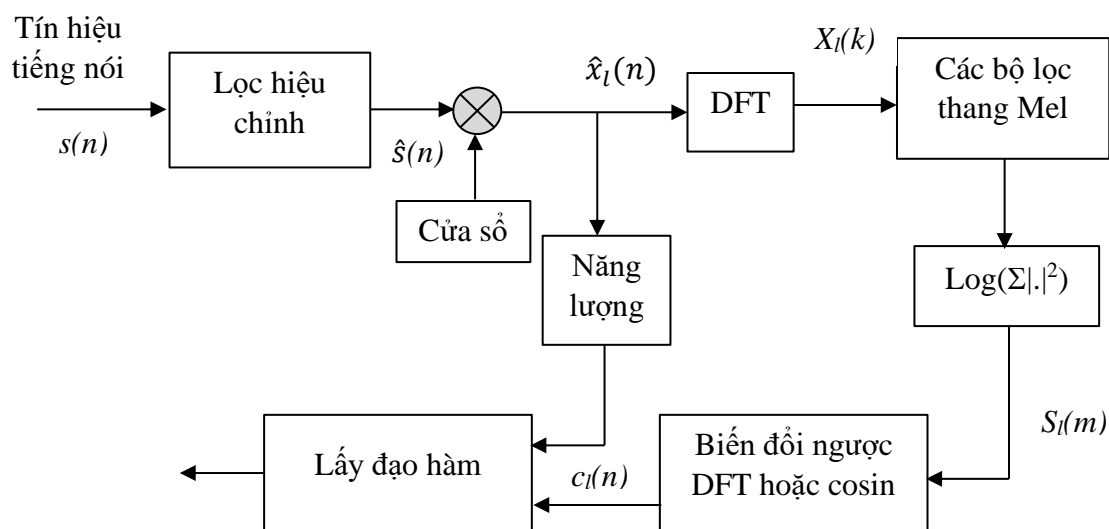 Tín hiệu
tiếng nói
s(n)
Lọc hiệu
chỉnh
ŝ(n)
Cửa sổ
x̂ₗ(n)
DFT
Xₗ(k)
Các bộ lọc
thang Mel
Năng
lượng
Log(Σ|.|²)
Sₗ(m)
Biến đổi ngược
DFT hoặc cosin
cₗ(n)
Lấy đạo hàm